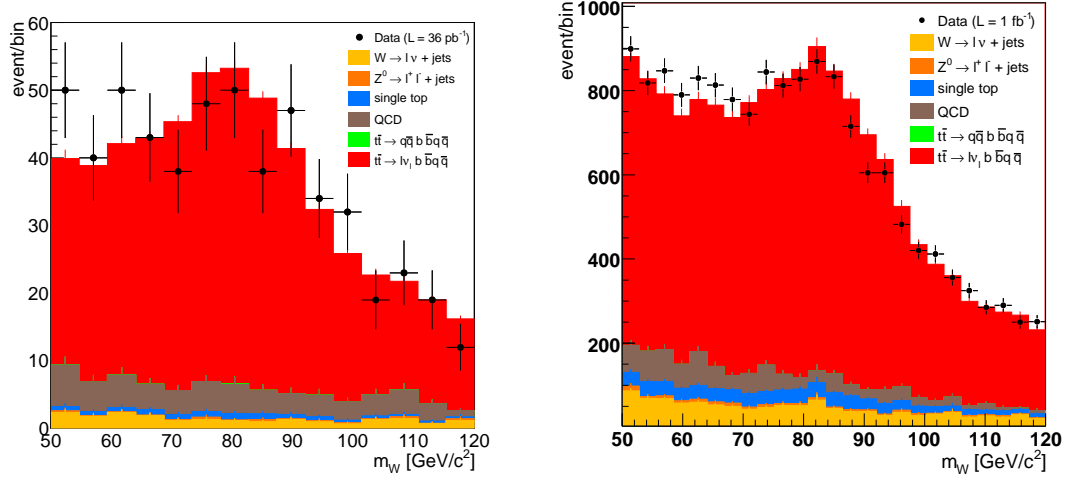 event/bin
60
50
40
30
20
10
0
50 60 70 80 90 100 110 120
m_W [GeV/c²]
Data (L = 36 pb⁻¹)
W → l ν + jets
Z⁰ → l⁺ l⁻ + jets
single top
QCD
tt̄ → qq̄ b b̄q q̄
tt̄ → lν_l b b̄q q̄
event/bin
1000
800
600
400
200
50 60 70 80 90 100 110 120
m_W [GeV/c²]
Data (L = 1 fb⁻¹)
W → l ν + jets
Z⁰ → l⁺ l⁻ + jets
single top
QCD
tt̄ → qq̄ b b̄q q̄
tt̄ → lν_l b b̄q q̄